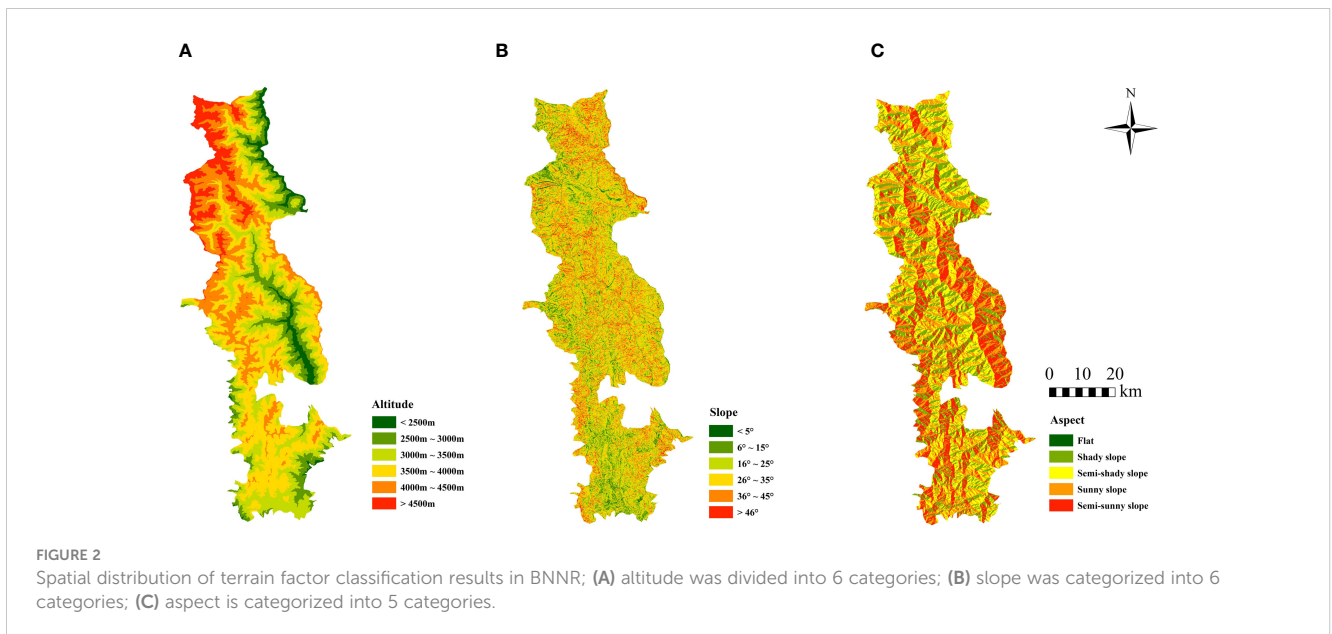 A
B
C
N
0 10 20
km
Altitude
< 2500m
2500m ~ 3000m
3000m ~ 3500m
3500m ~ 4000m
4000m ~ 4500m
> 4500m
Slope
< 5°
6° ~ 15°
16° ~ 25°
26° ~ 35°
36° ~ 45°
> 46°
Aspect
Flat
Shady slope
Semi-shady slope
Sunny slope
Semi-sunny slope
FIGURE 2
Spatial distribution of terrain factor classification results in BNNR; (A) altitude was divided into 6 categories; (B) slope was categorized into 6
categories; (C) aspect is categorized into 5 categories.